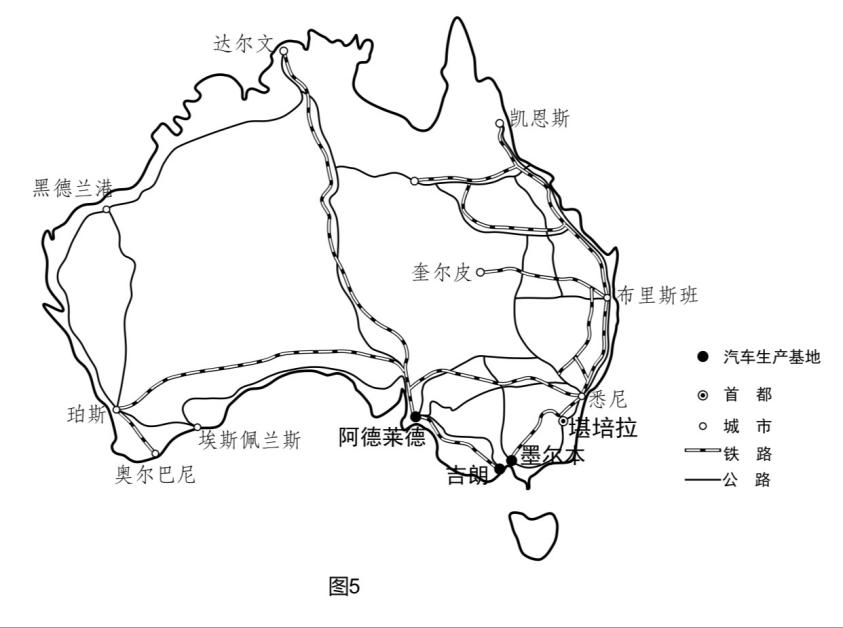 达尔文
凯恩斯
黑德兰港
奎尔皮
布里斯班
汽车生产基地
首 都
悉尼
珀斯
城 市
堪培拉
阿德莱德
埃斯佩兰斯
铁 路
墨尔本
奥尔巴尼
吉朗
公 路
图5